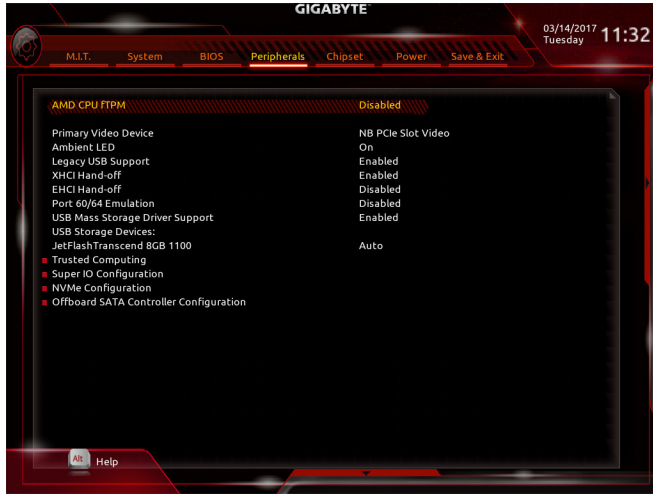 GIGABYTE™
03/14/2017 11:32
Tuesday
M.I.T. System BIOS Peripherals Chipset Power Save & Exit
AMD CPU fTPM Disabled
Primary Video Device NB PCIe Slot Video
Ambient LED On
Legacy USB Support Enabled
XHCI Hand-off Enabled
EHCI Hand-off Disabled
Port 60/64 Emulation Disabled
USB Mass Storage Driver Support Enabled
USB Storage Devices:
JetFlashTranscend 8GB 1100 Auto
Trusted Computing
Super IO Configuration
NVMe Configuration
Offboard SATA Controller Configuration
Alt Help